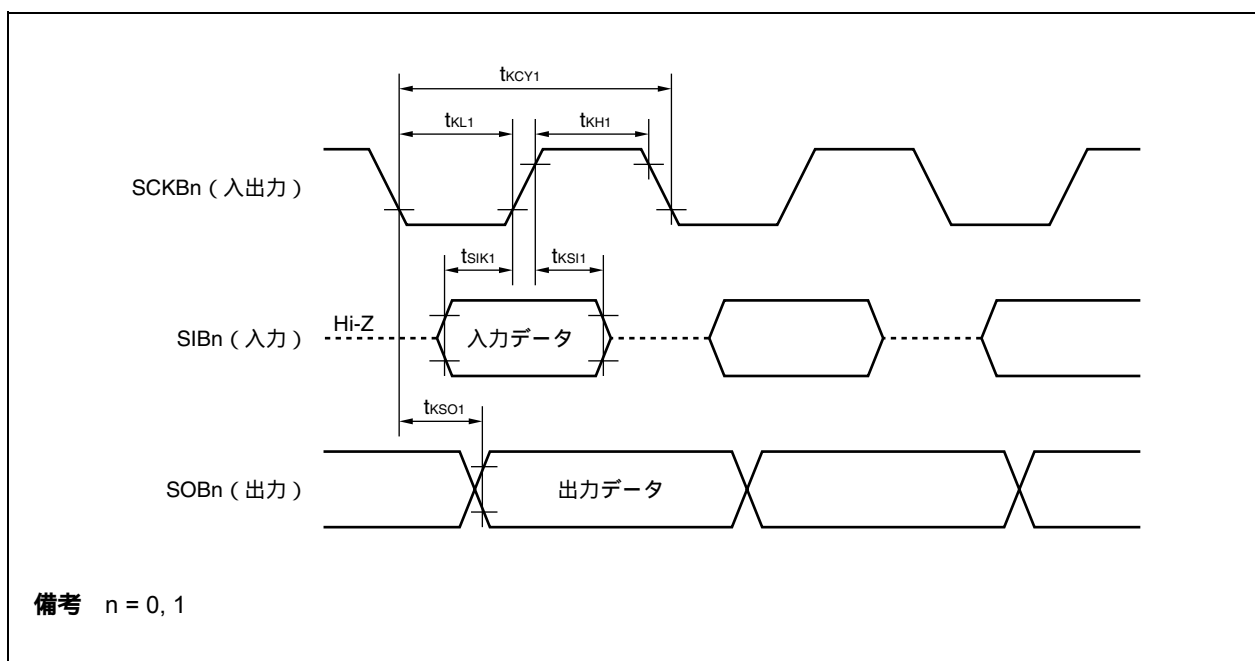 tKCY1
tKL1
tKH1
SCKBn（入出力）
tSIK1
tKSI1
Hi-Z
SIBn（入力）
入力データ
tKSO1
SOBn（出力）
出力データ
備考 n = 0, 1